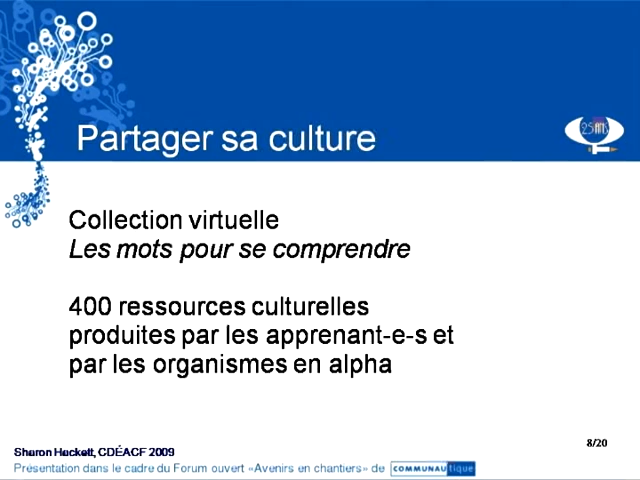 Partager sa culture
25 ANS
Collection virtuelle
Les mots pour se comprendre
400 ressources culturelles
produites par les apprenant-e-s et
par les organismes en alpha
8/20
Sharon Hackett, CDÉACF 2009
Présentation dans le cadre du Forum ouvert «Avenirs en chantiers» de COMMUNAUtique